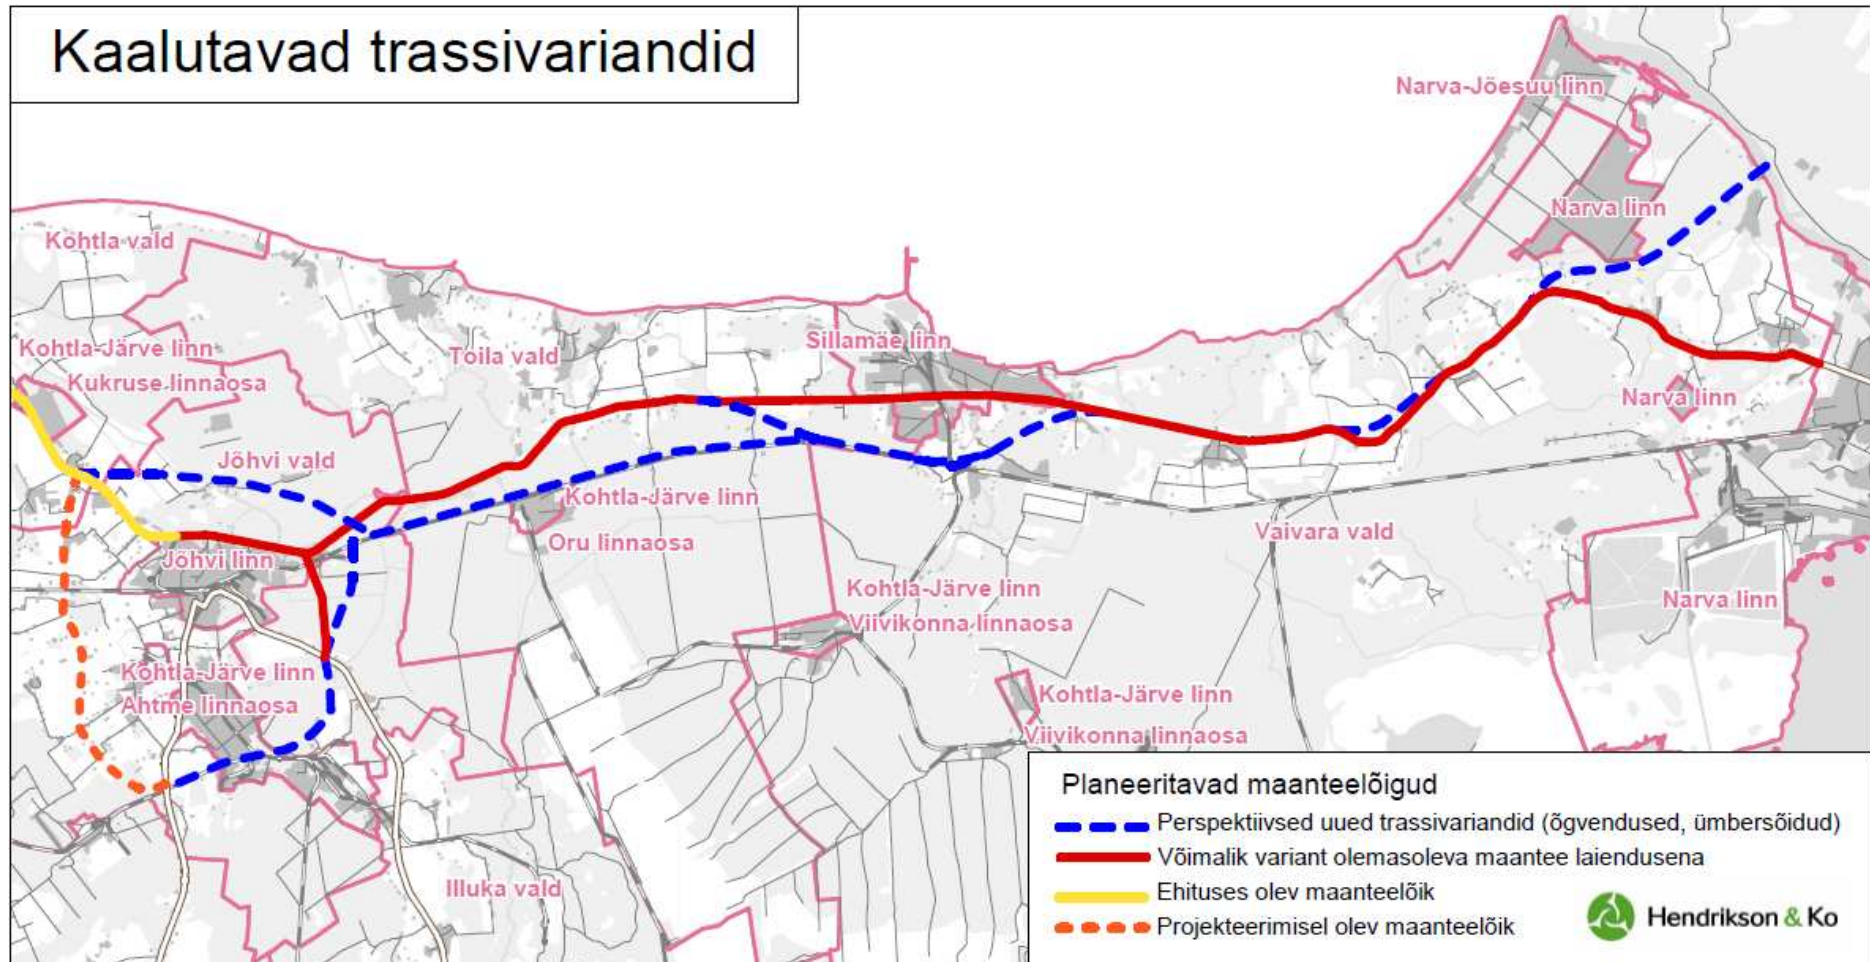 Kaalutavad trassivariandid
Narva-Jõesuu linn
Narva linn
Kohtla vald
Sillamäe linn
Kohtla-Järve linn
Kukruse linnaosa
Toila vald
Narva linn
Jõhvi vald
Kohtla-Järve linn
Oru linnaosa
Vaivara vald
Jõhvi linn
Kohtla-Järve linn
Viivikonna linnaosa
Narva linn
Kohtla-Järve linn
Ahtme linnaosa
Kohtla-Järve linn
Viivikonna linnaosa
Illuka vald
Planeeritavad maanteelõigud
Perspektiivsed uued trassivariandid (õgvendused, ümbersõidud)
Võimalik variant olemasoleva maantee laiendusena
Ehituses olev maanteelõik
Projekteerimisel olev maanteelõik
Hendrikson & Ko